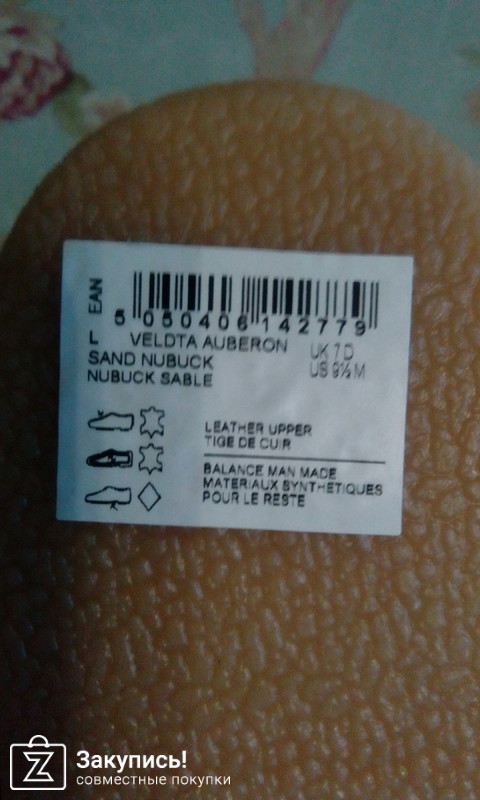 EAN
5 050406 142779
L VELDTA AUBERON
SAND NUBUCK
NUBUCK SABLE
UK 7 D
US 9½ M
LEATHER UPPER
TIGE DE CUIR
BALANCE MAN MADE
MATERIAUX SYNTHETIQUES
POUR LE RESTE
Закупись!
совместные покупки